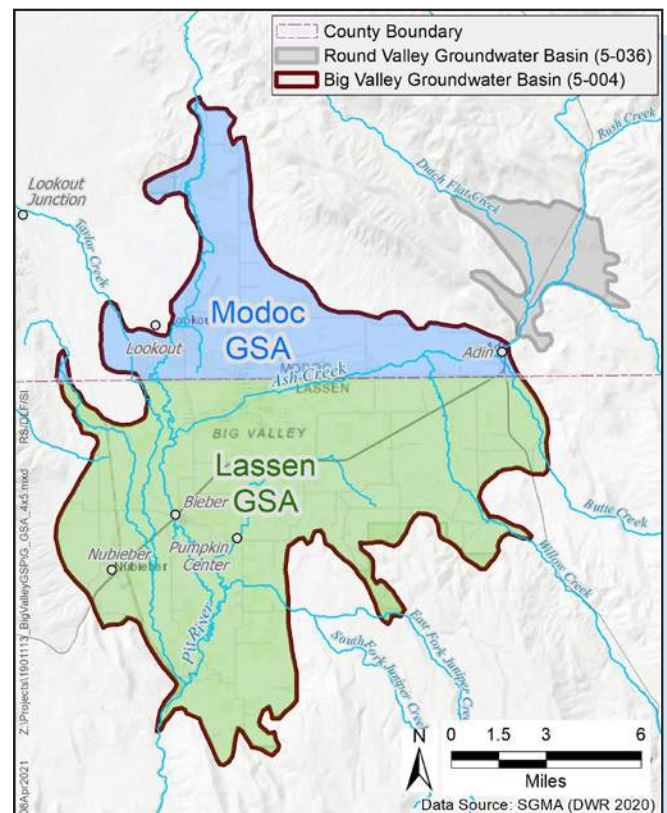 County Boundary
Round Valley Groundwater Basin (5-036)
Big Valley Groundwater Basin (5-004)
Rush Creek
Dutch Flat Creek
Lookout
Junction
Taylor Creek
Modoc
GSA
Lookout
Adin
MODOC
LASSEN
Ash Creek
BIG VALLEY
Lassen
GSA
Bieber
Butte Creek
Pumpkin
Center
Nubieber
Nubieber
Willow Creek
Pit River
South Fork Juniper Creek
East Fork Juniper Creek
N
0 1.5 3 6
Miles
Data Source: SGMA (DWR 2020)
08Apr2021 Z:\Projects\1901113_BigValleyGSP\G_GSA_4x5.mxd RS/DLF/SI